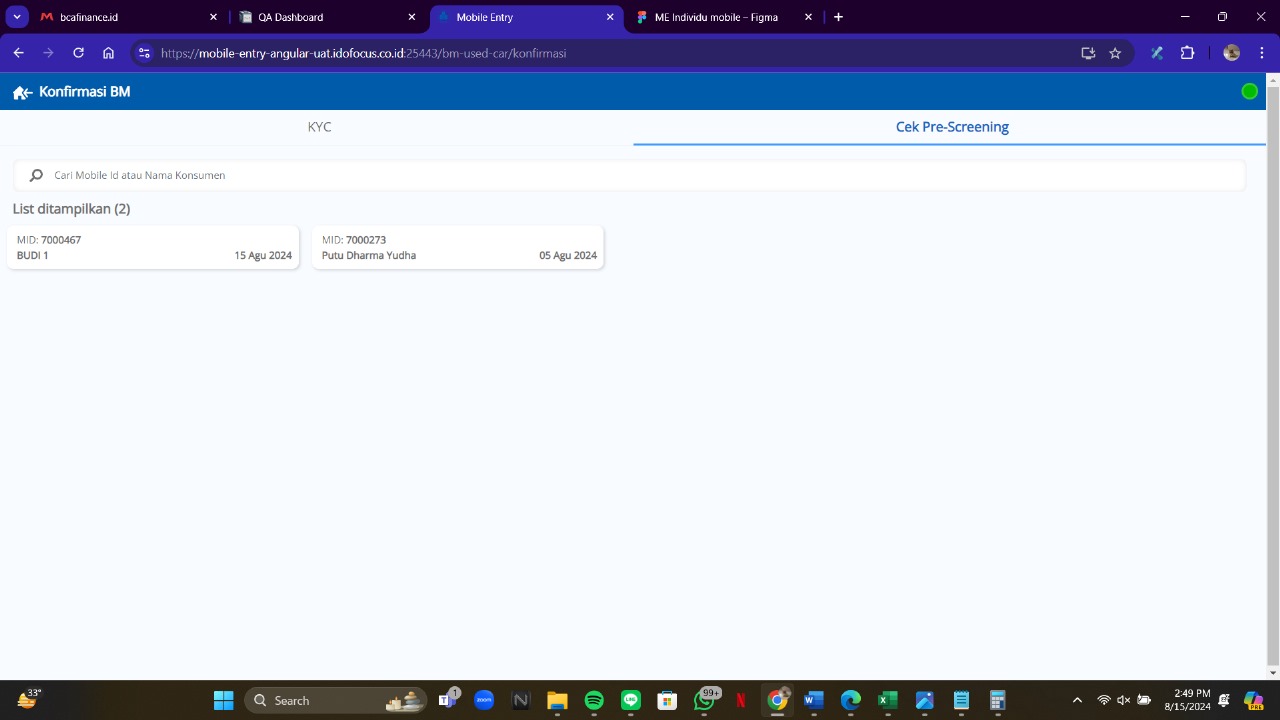 bcafinance.id
QA Dashboard
Mobile Entry
ME Individu mobile – Figma
https://mobile-entry-angular-uat.idofocus.co.id:25443/bm-used-car/konfirmasi
Konfirmasi BM
KYC
Cek Pre-Screening
Cari Mobile Id atau Nama Konsumen
List ditampilkan (2)
MID: 7000467
BUDI 1
15 Agu 2024
MID: 7000273
Putu Dharma Yudha
05 Agu 2024
33°
Search
1
zoom
99+
2:49 PM
8/15/2024